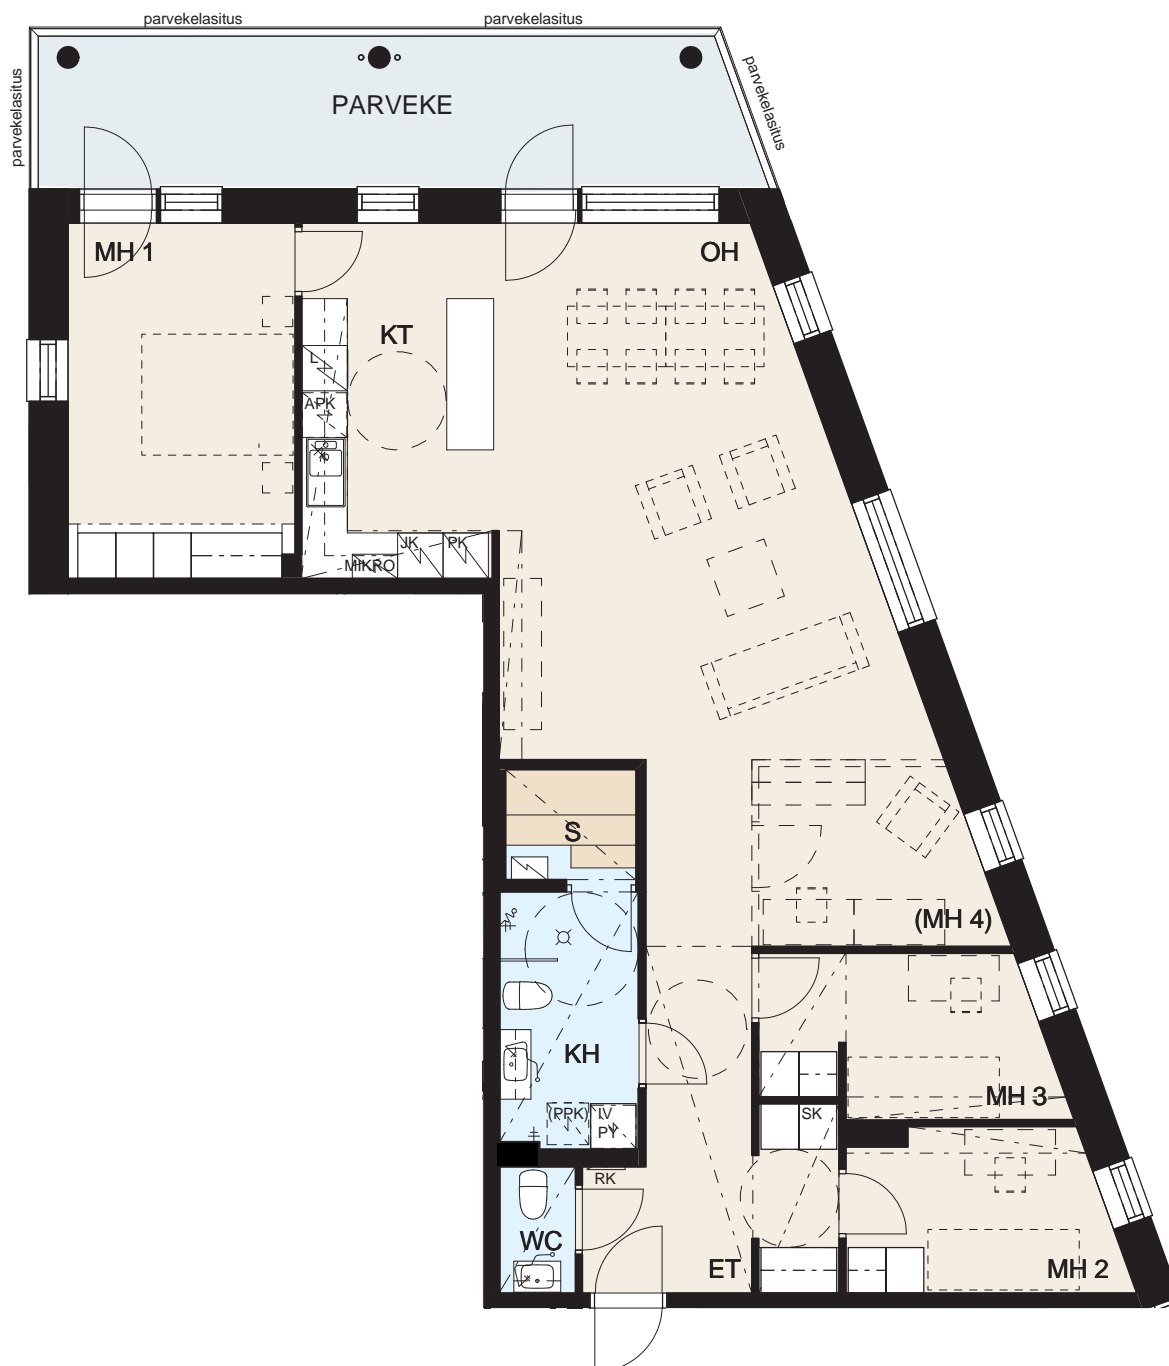 parvekelasitus
parvekelasitus
parvekelasitus
parvekelasitus
PARVEKE
MH 1
OH
KT
L
APK
JK
PK
MIKRO
S
(MH 4)
KH
MH 3
(PPK)
IV
PY
SK
RK
WC
ET
MH 2